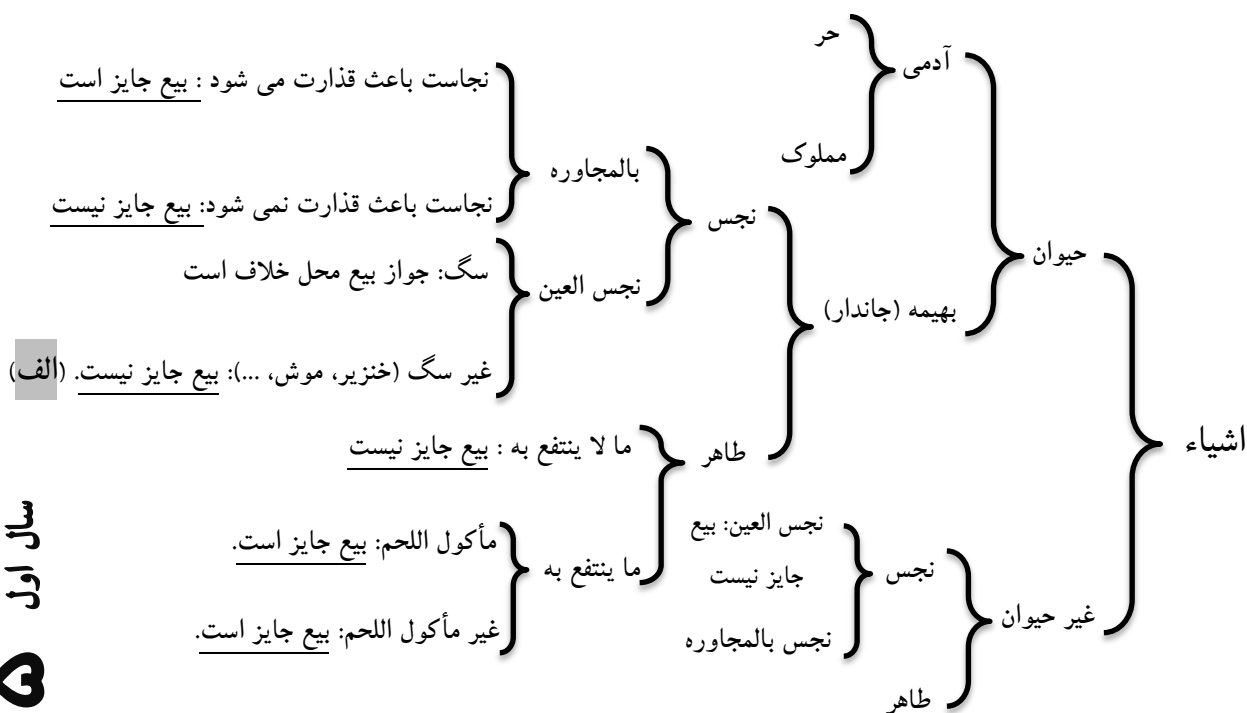 اشیاء
حیوان
آدمی
حر
مملوک
بهیمه (جاندار)
نجس
بالمجاوره
نجاست باعث قذارت می شود : بیع جایز است
نجاست باعث قذارت نمی شود: بیع جایز نیست
نجس العین
سگ: جواز بیع محل خلاف است
غیر سگ (خنزیر، موش، ...): بیع جایز نیست. (الف)
طاهر
ما لا ینتفع به : بیع جایز نیست
ما ینتفع به
مأکول اللحم: بیع جایز است.
غیر مأکول اللحم: بیع جایز است.
غیر حیوان
نجس
نجس العین: بیع
جایز نیست
نجس بالمجاوره
طاهر
سال اول
۵